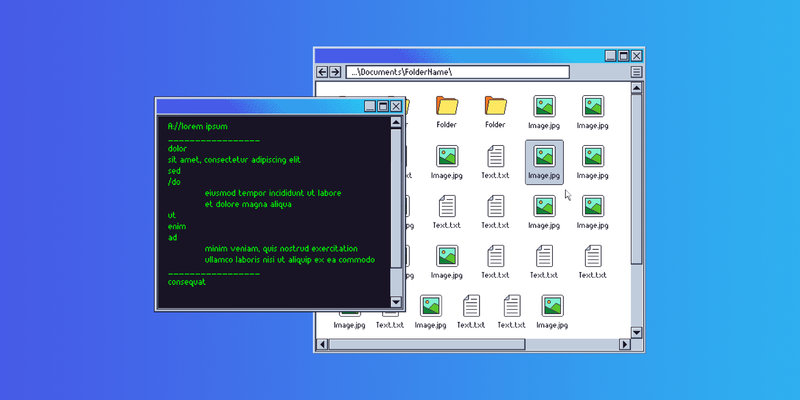 ...\Documents\FolderName\
Folder Folder Image.jpg Image.jpg
Image.jpg Text.txt Image.jpg Image.jpg
Text.txt Text.txt Image.jpg Image.jpg
Image.jpg Text.txt Text.txt Text.txt
Image.jpg Text.txt Image.jpg Text.txt Text.txt Image.jpg
A://lorem ipsum
_________________
dolor
sit amet, consectetur adipiscing elit
sed
/do
eiusmod tempor incididunt ut labore
et dolore magna aliqua
ut
enim
ad
minim veniam, quis nostrud exercitation
ullamco laboris nisi ut aliquip ex ea commodo
_________________
consequat